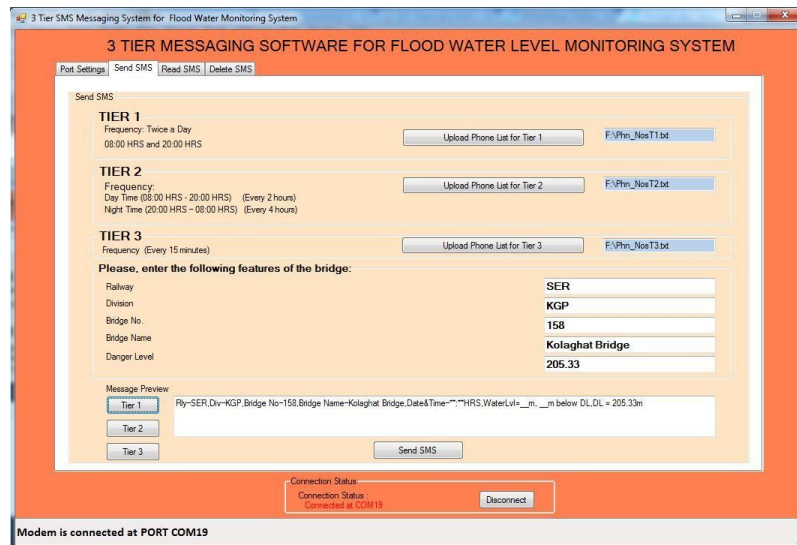 3 Tier SMS Messaging System for Flood Water Monitoring System
3 TIER MESSAGING SOFTWARE FOR FLOOD WATER LEVEL MONITORING SYSTEM
Port Settings Send SMS Read SMS Delete SMS
Send SMS
TIER 1
Frequency: Twice a Day
08:00 HRS and 20:00 HRS
Upload Phone List for Tier 1 F:\Phn_NosT1.txt
TIER 2
Frequency:
Day Time (08:00 HRS - 20:00 HRS) (Every 2 hours)
Night Time (20:00 HRS – 08:00 HRS) (Every 4 hours)
Upload Phone List for Tier 2 F:\Phn_NosT2.txt
TIER 3
Frequency (Every 15 minutes)
Upload Phone List for Tier 3 F:\Phn_NosT3.txt
Please, enter the following features of the bridge:
Railway SER
Division KGP
Bridge No. 158
Bridge Name Kolaghat Bridge
Danger Level 205.33
Message Preview
Tier 1 Rly-SER,Div-KGP,Bridge No-158,Bridge Name-Kolaghat Bridge,Date&Time-**:**HRS,WaterLvl=__m, __m below DL,DL = 205.33m
Tier 2
Tier 3
Send SMS
Connection Status
Connection Status :
Connected at COM19
Disconnect
Modem is connected at PORT COM19